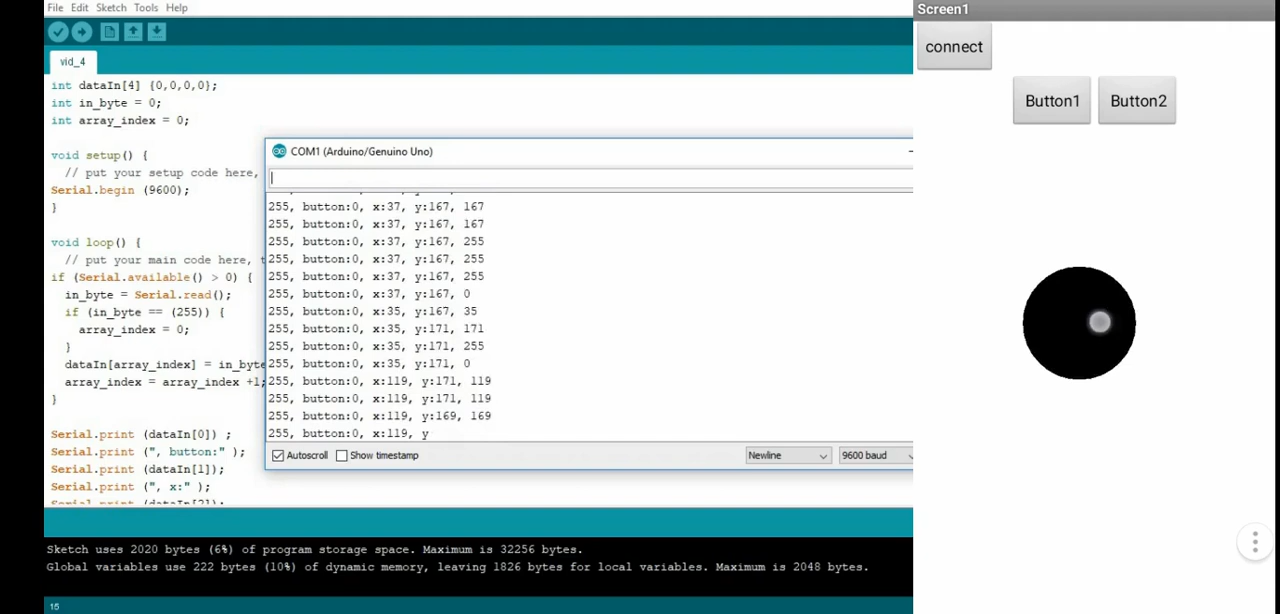 File Edit Sketch Tools Help
vid_4
int dataIn[4] {0,0,0,0};
int in_byte = 0;
int array_index = 0;
void setup() {
// put your setup code here,
Serial.begin (9600);
}
void loop() {
// put your main code here,
if (Serial.available() > 0) {
in_byte = Serial.read();
if (in_byte == (255)) {
array_index = 0;
}
dataIn[array_index] = in_byte
array_index = array_index +1;
}
Serial.print (dataIn[0]) ;
Serial.print (", button:" );
Serial.print (dataIn[1]);
Serial.print (", x:" );
Serial.print (dataIn[2]);
COM1 (Arduino/Genuino Uno)
255, button:0, x:37, y:167, 167
255, button:0, x:37, y:167, 167
255, button:0, x:37, y:167, 255
255, button:0, x:37, y:167, 255
255, button:0, x:37, y:167, 255
255, button:0, x:37, y:167, 0
255, button:0, x:35, y:167, 35
255, button:0, x:35, y:171, 171
255, button:0, x:35, y:171, 255
255, button:0, x:35, y:171, 0
255, button:0, x:119, y:171, 119
255, button:0, x:119, y:171, 119
255, button:0, x:119, y:169, 169
255, button:0, x:119, y
Autoscroll Show timestamp Newline 9600 baud
Sketch uses 2020 bytes (6%) of program storage space. Maximum is 32256 bytes.
Global variables use 222 bytes (10%) of dynamic memory, leaving 1826 bytes for local variables. Maximum is 2048 bytes.
15
Screen1
connect
Button1 Button2